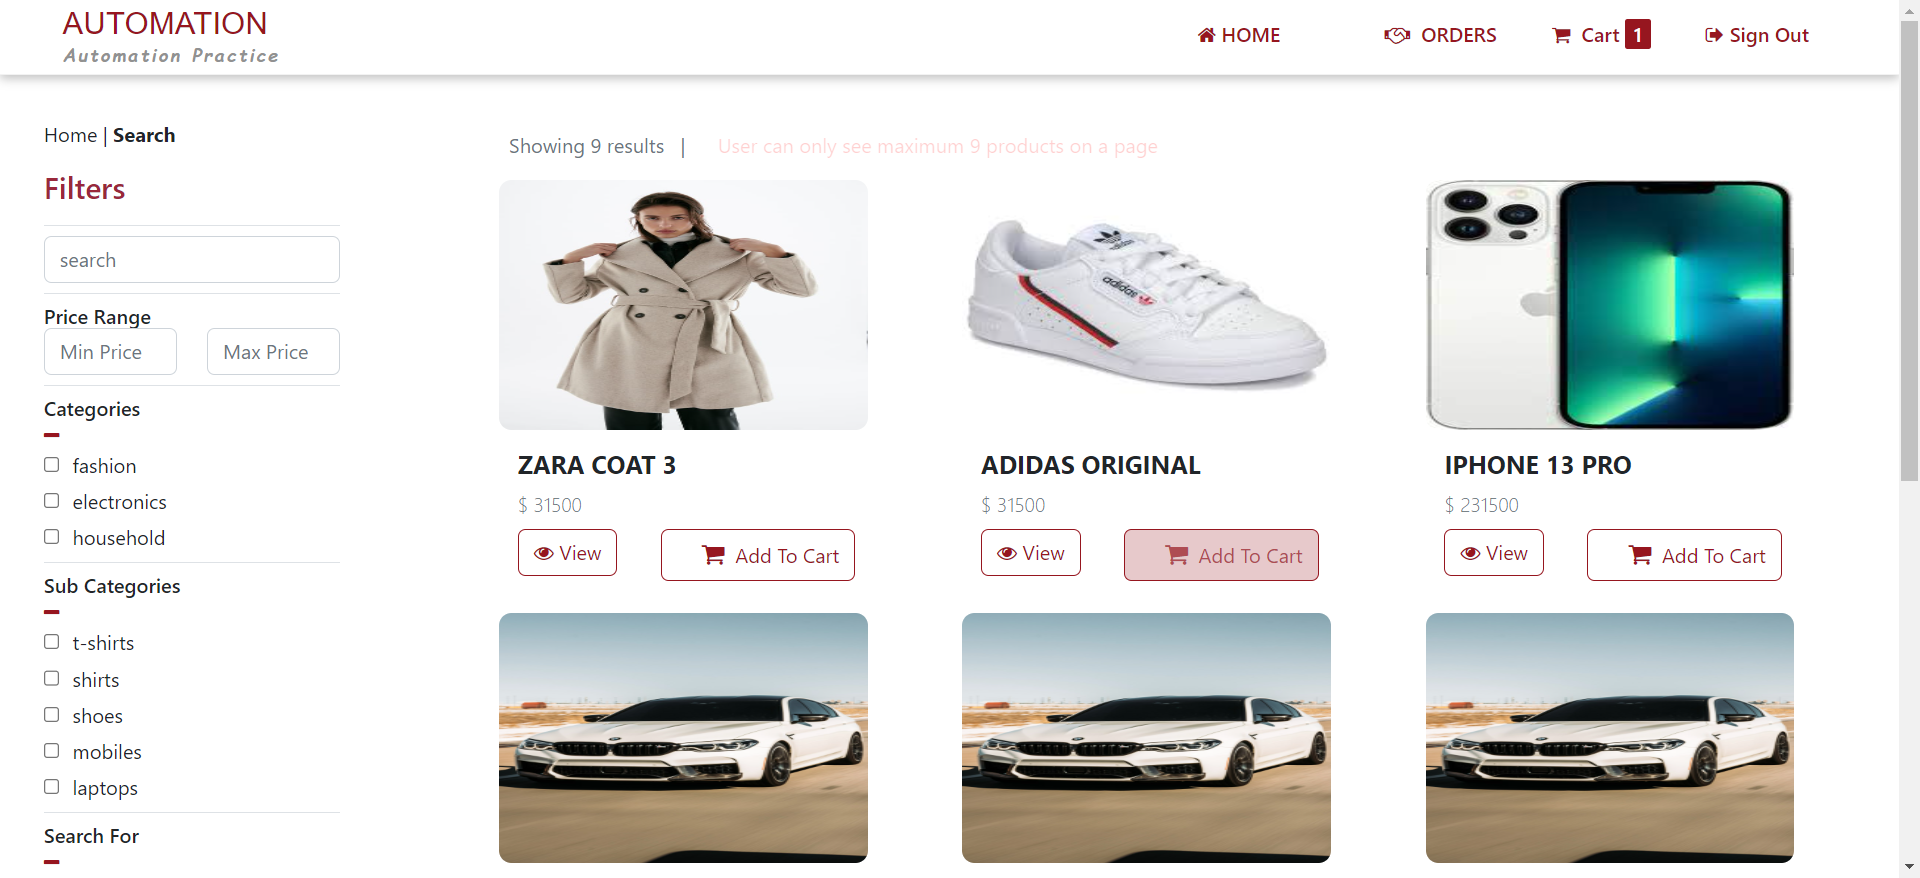 AUTOMATION
Automation Practice
HOME
ORDERS
Cart 1
Sign Out
Home | Search
Filters
search
Price Range
Min Price
Max Price
Categories
fashion
electronics
household
Sub Categories
t-shirts
shirts
shoes
mobiles
laptops
Search For
Showing 9 results |
User can only see maximum 9 products on a page
adidas
adidas
ZARA COAT 3
$ 31500
View
Add To Cart
ADIDAS ORIGINAL
$ 31500
View
Add To Cart
IPHONE 13 PRO
$ 231500
View
Add To Cart